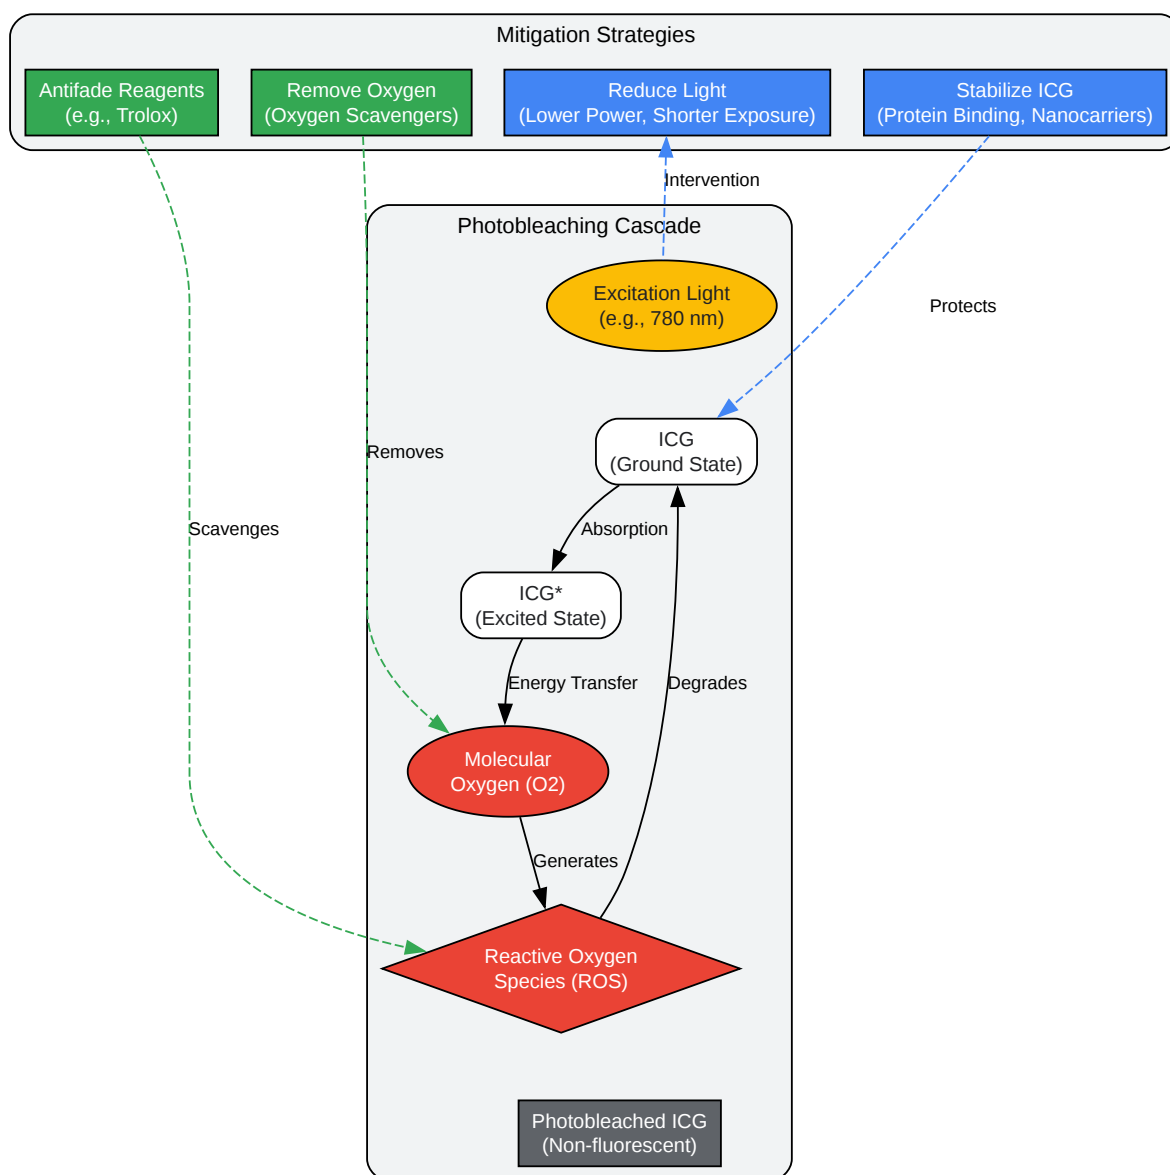 Mitigation Strategies
Antifade Reagents
(e.g., Trolox)
Remove Oxygen
(Oxygen Scavengers)
Reduce Light
(Lower Power, Shorter Exposure)
Stabilize ICG
(Protein Binding, Nanocarriers)
Intervention
Photobleaching Cascade
Excitation Light
(e.g., 780 nm)
Protects
ICG
(Ground State)
Removes
Scavenges
Absorption
ICG*
(Excited State)
Energy Transfer
Degrades
Molecular
Oxygen (O2)
Generates
Reactive Oxygen
Species (ROS)
Photobleached ICG
(Non-fluorescent)